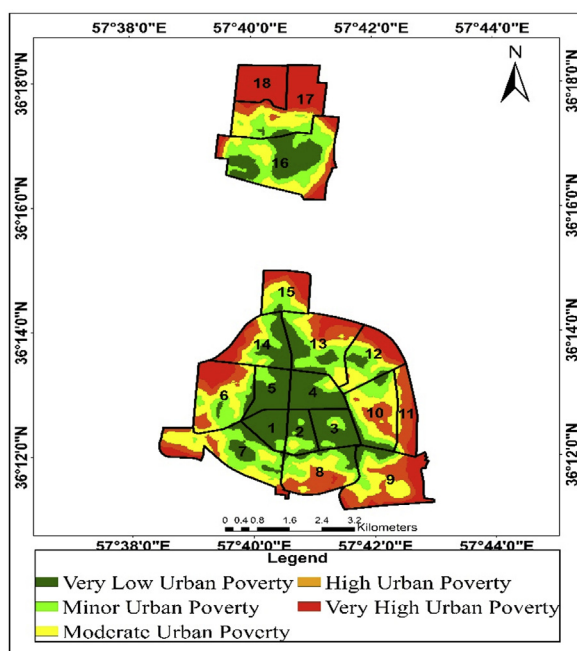 57°38'0"E 57°40'0"E 57°42'0"E 57°44'0"E
N
36°18'0"N 36°18'0"N
18
17
16
36°16'0"N 36°16'0"N
15
36°14'0"N 36°14'0"N
14 13
12
5 4
6
10 11
1 2 3
7
36°12'0"N 36°12'0"N
8
9
0 0.4 0.8 1.6 2.4 3.2
Kilometers
57°38'0"E 57°40'0"E 57°42'0"E 57°44'0"E
Legend
Very Low Urban Poverty High Urban Poverty
Minor Urban Poverty Very High Urban Poverty
Moderate Urban Poverty